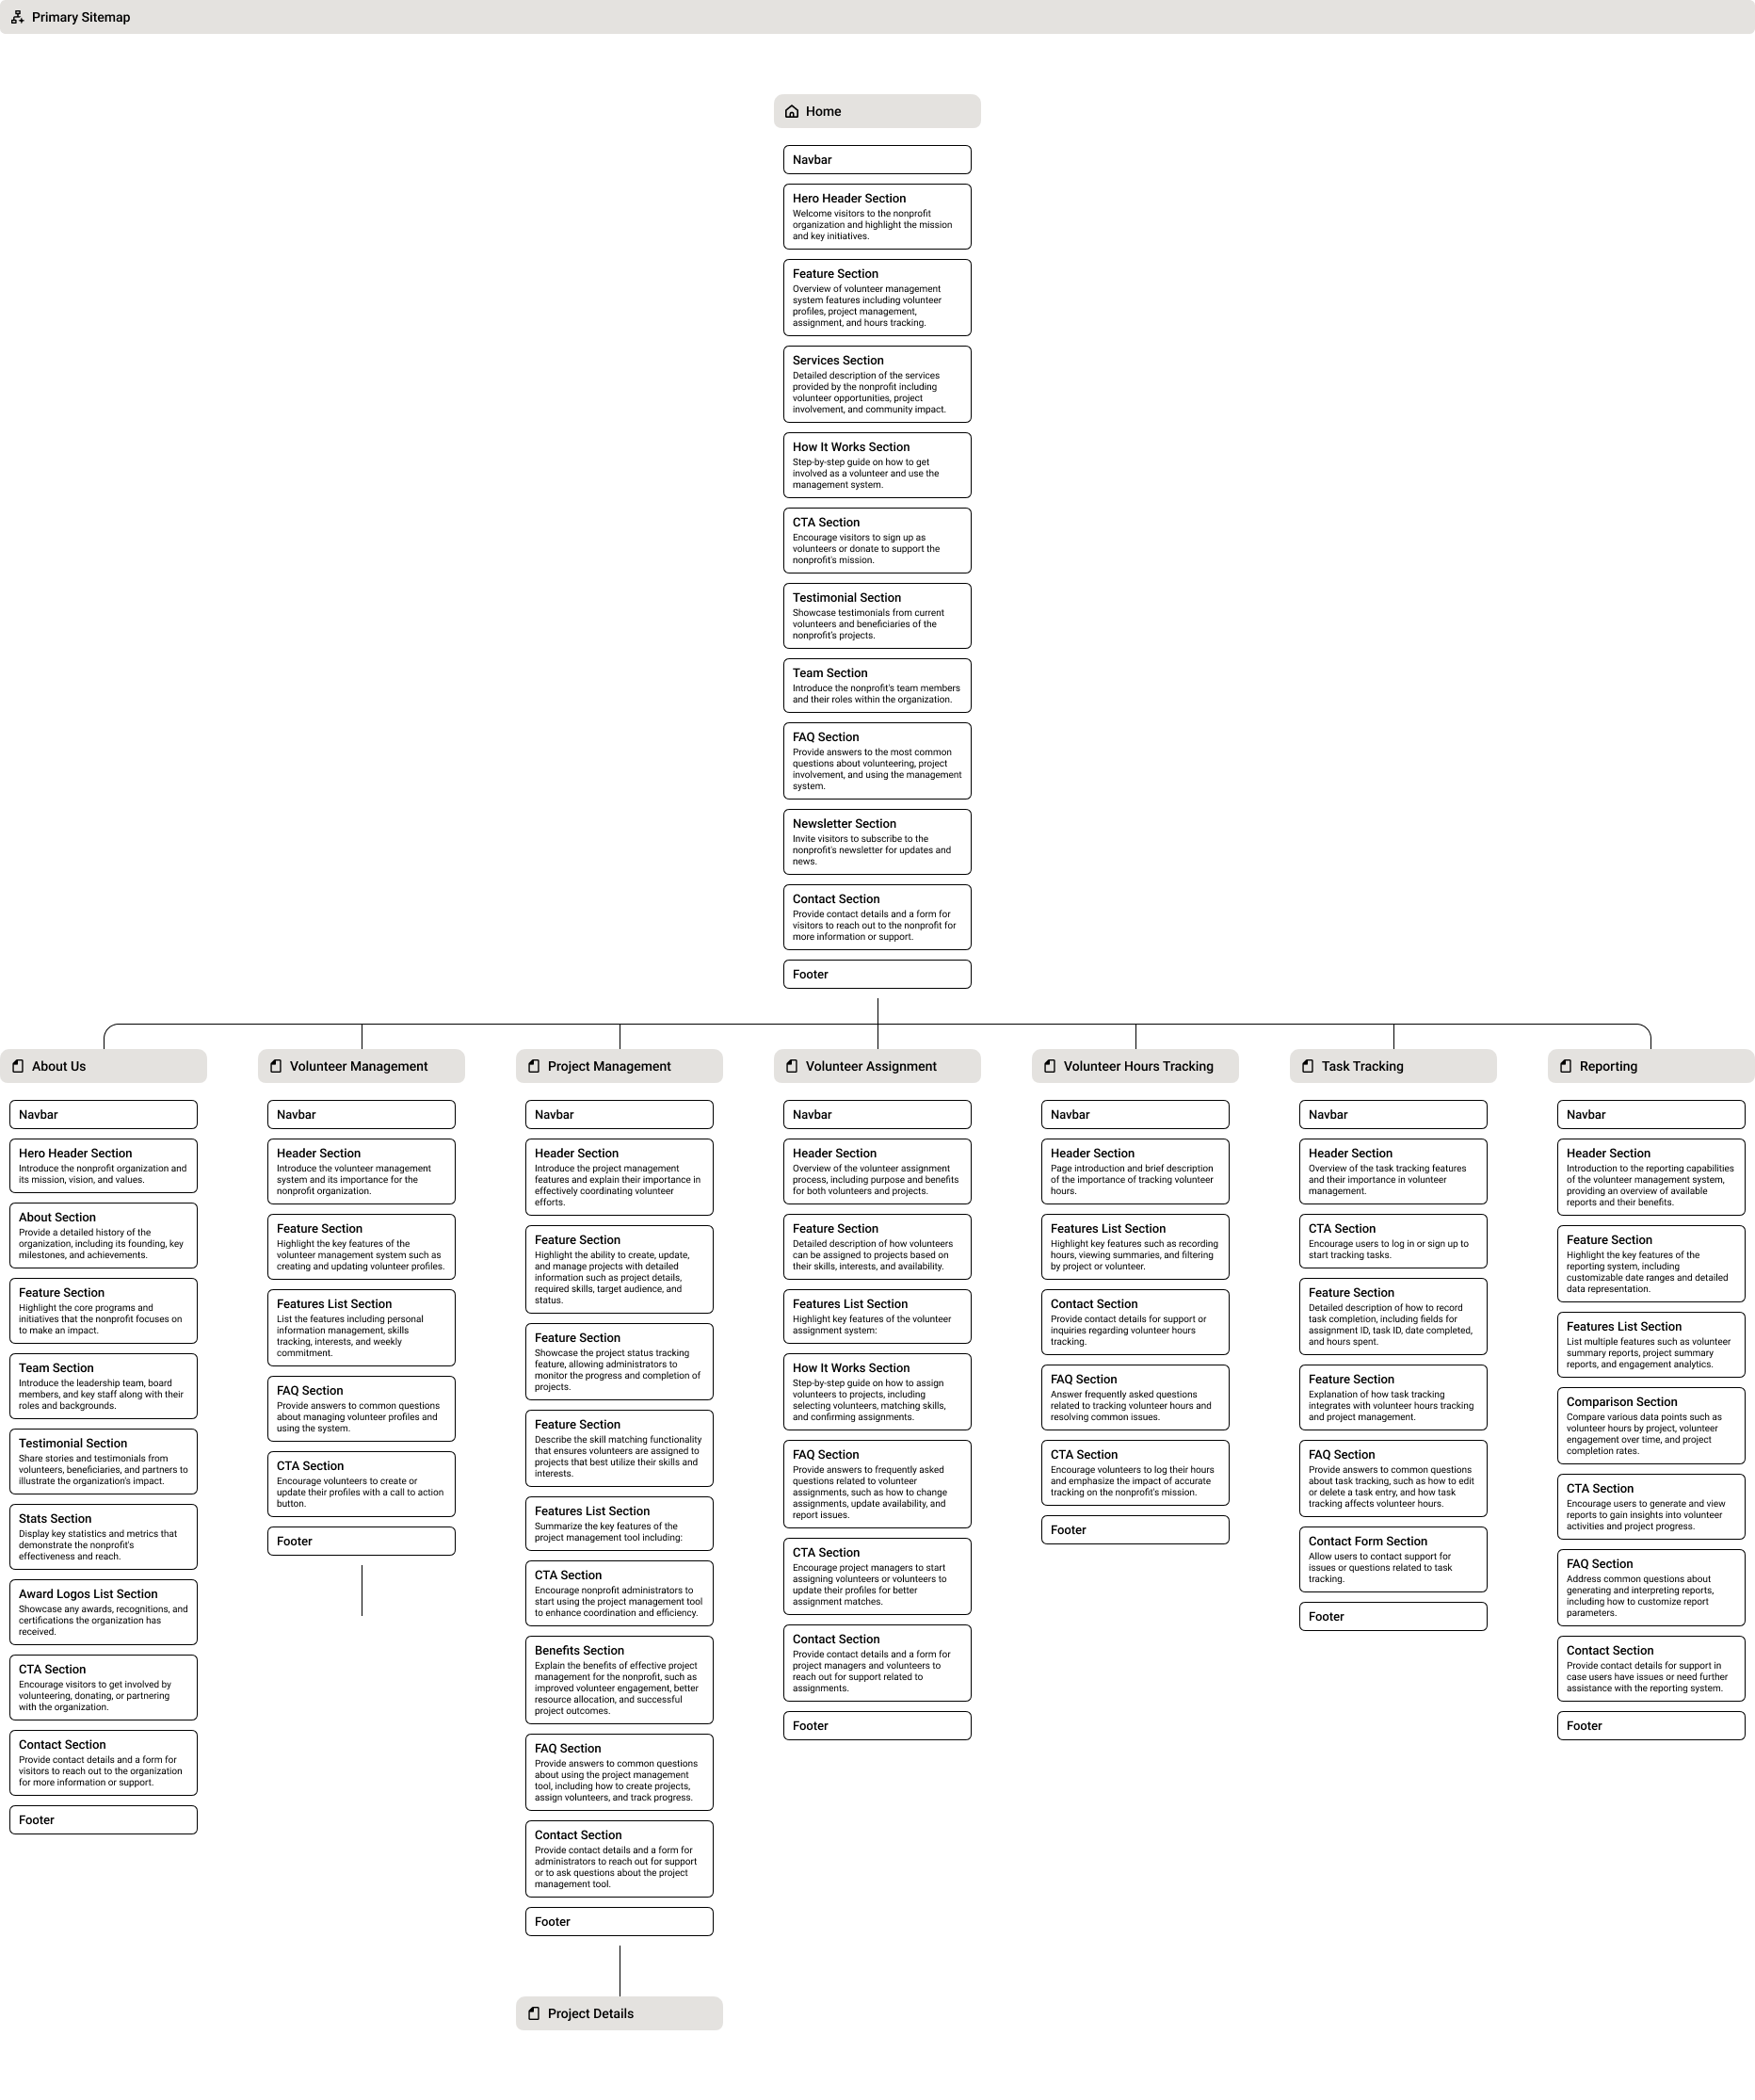 Primary Sitemap
Home
Navbar
Hero Header Section
Welcome visitors to the nonprofit
organization and highlight the mission
and key initiatives.
Feature Section
Overview of volunteer management
system features including volunteer
profiles, project management,
assignment, and hours tracking.
Services Section
Detailed description of the services
provided by the nonprofit including
volunteer opportunities, project
involvement, and community impact.
How It Works Section
Step-by-step guide on how to get
involved as a volunteer and use the
management system.
CTA Section
Encourage visitors to sign up as
volunteers or donate to support the
nonprofit's mission.
Testimonial Section
Showcase testimonials from current
volunteers and beneficiaries of the
nonprofit's projects.
Team Section
Introduce the nonprofit's team members
and their roles within the organization.
FAQ Section
Provide answers to the most common
questions about volunteering, project
involvement, and using the management
system.
Newsletter Section
Invite visitors to subscribe to the
nonprofit's newsletter for updates and
news.
Contact Section
Provide contact details and a form for
visitors to reach out to the nonprofit for
more information or support.
Footer
About Us
Navbar
Hero Header Section
Introduce the nonprofit organization and
its mission, vision, and values.
About Section
Provide a detailed history of the
organization, including its founding, key
milestones, and achievements.
Feature Section
Highlight the core programs and
initiatives that the nonprofit focuses on
to make an impact.
Team Section
Introduce the leadership team, board
members, and key staff along with their
roles and backgrounds.
Testimonial Section
Share stories and testimonials from
volunteers, beneficiaries, and partners to
illustrate the organization's impact.
Stats Section
Display key statistics and metrics that
demonstrate the nonprofit's
effectiveness and reach.
Award Logos List Section
Showcase any awards, recognitions, and
certifications the organization has
received.
CTA Section
Encourage visitors to get involved by
volunteering, donating, or partnering
with the organization.
Contact Section
Provide contact details and a form for
visitors to reach out to the organization
for more information or support.
Footer
Volunteer Management
Navbar
Header Section
Introduce the volunteer management
system and its importance for the
nonprofit organization.
Feature Section
Highlight the key features of the
volunteer management system such as
creating and updating volunteer profiles.
Features List Section
List the features including personal
information management, skills
tracking, interests, and weekly
commitment.
FAQ Section
Provide answers to common questions
about managing volunteer profiles and
using the system.
CTA Section
Encourage volunteers to create or
update their profiles with a call to action
button.
Footer
Project Management
Navbar
Header Section
Introduce the project management
features and explain their importance in
effectively coordinating volunteer
efforts.
Feature Section
Highlight the ability to create, update,
and manage projects with detailed
information such as project details,
required skills, target audience, and
status.
Feature Section
Showcase the project status tracking
feature, allowing administrators to
monitor the progress and completion of
projects.
Feature Section
Describe the skill matching functionality
that ensures volunteers are assigned to
projects that best utilize their skills and
interests.
Features List Section
Summarize the key features of the
project management tool including:
CTA Section
Encourage nonprofit administrators to
start using the project management tool
to enhance coordination and efficiency.
Benefits Section
Explain the benefits of effective project
management for the nonprofit, such as
improved volunteer engagement, better
resource allocation, and successful
project outcomes.
FAQ Section
Provide answers to common questions
about using the project management
tool, including how to create projects,
assign volunteers, and track progress.
Contact Section
Provide contact details and a form for
administrators to reach out for support
or to ask questions about the project
management tool.
Footer
Project Details
Volunteer Assignment
Navbar
Header Section
Overview of the volunteer assignment
process, including purpose and benefits
for both volunteers and projects.
Feature Section
Detailed description of how volunteers
can be assigned to projects based on
their skills, interests, and availability.
Features List Section
Highlight key features of the volunteer
assignment system:
How It Works Section
Step-by-step guide on how to assign
volunteers to projects, including
selecting volunteers, matching skills,
and confirming assignments.
FAQ Section
Provide answers to frequently asked
questions related to volunteer
assignments, such as how to change
assignments, update availability, and
report issues.
CTA Section
Encourage project managers to start
assigning volunteers or volunteers to
update their profiles for better
assignment matches.
Contact Section
Provide contact details and a form for
project managers and volunteers to
reach out for support related to
assignments.
Footer
Volunteer Hours Tracking
Navbar
Header Section
Page introduction and brief description
of the importance of tracking volunteer
hours.
Features List Section
Highlight key features such as recording
hours, viewing summaries, and filtering
by project or volunteer.
Contact Section
Provide contact details for support or
inquiries regarding volunteer hours
tracking.
FAQ Section
Answer frequently asked questions
related to tracking volunteer hours and
resolving common issues.
CTA Section
Encourage volunteers to log their hours
and emphasize the impact of accurate
tracking on the nonprofit's mission.
Footer
Task Tracking
Navbar
Header Section
Overview of the task tracking features
and their importance in volunteer
management.
CTA Section
Encourage users to log in or sign up to
start tracking tasks.
Feature Section
Detailed description of how to record
task completion, including fields for
assignment ID, task ID, date completed,
and hours spent.
Feature Section
Explanation of how task tracking
integrates with volunteer hours tracking
and project management.
FAQ Section
Provide answers to common questions
about task tracking, such as how to edit
or delete a task entry, and how task
tracking affects volunteer hours.
Contact Form Section
Allow users to contact support for
issues or questions related to task
tracking.
Footer
Reporting
Navbar
Header Section
Introduction to the reporting capabilities
of the volunteer management system,
providing an overview of available
reports and their benefits.
Feature Section
Highlight the key features of the
reporting system, including
customizable date ranges and detailed
data representation.
Features List Section
List multiple features such as volunteer
summary reports, project summary
reports, and engagement analytics.
Comparison Section
Compare various data points such as
volunteer hours by project, volunteer
engagement over time, and project
completion rates.
CTA Section
Encourage users to generate and view
reports to gain insights into volunteer
activities and project progress.
FAQ Section
Address common questions about
generating and interpreting reports,
including how to customize report
parameters.
Contact Section
Provide contact details for support in
case users have issues or need further
assistance with the reporting system.
Footer